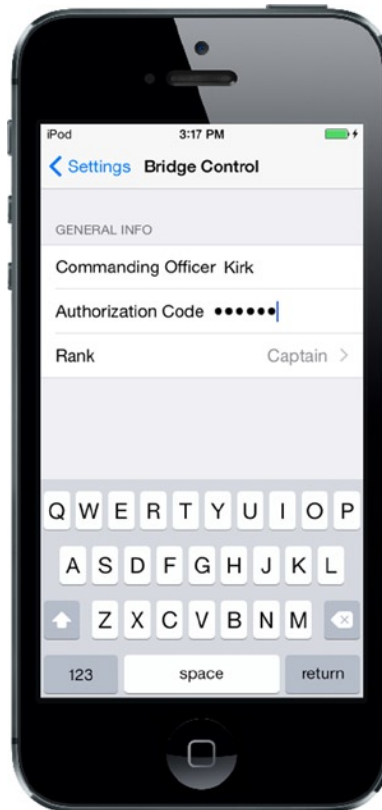 iPod 3:17 PM
Settings Bridge Control
GENERAL INFO
Commanding Officer Kirk
Authorization Code ••••••
Rank Captain
Q W E R T Y U I O P
A S D F G H J K L
Z X C V B N M
123 space return